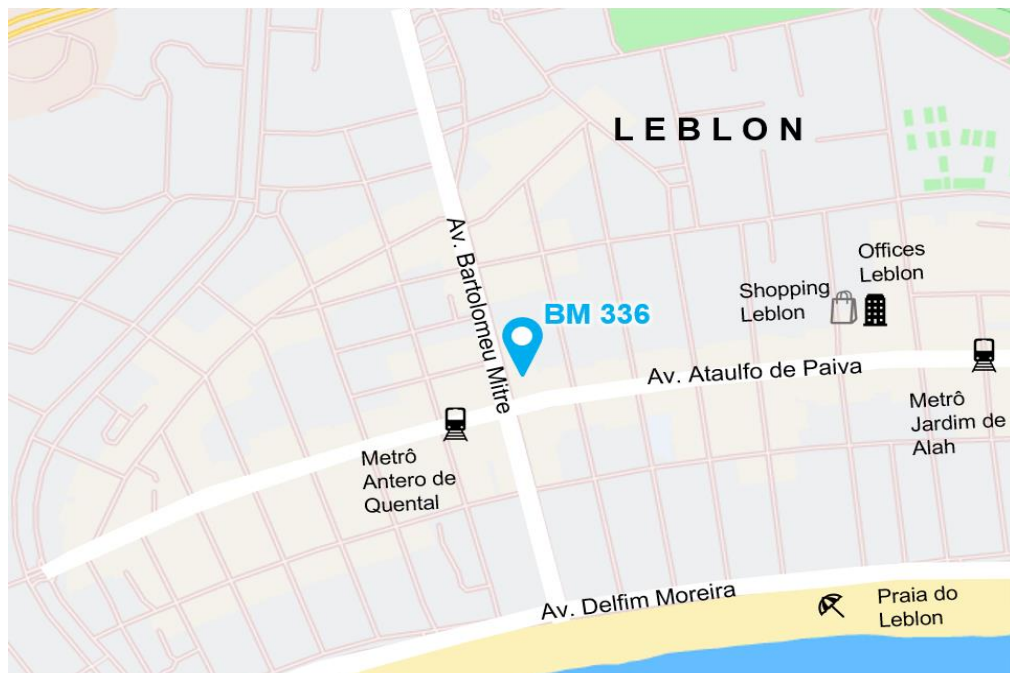 LEBLON
Av. Bartolomeu Mitre
Offices
Leblon
Shopping
Leblon
BM 336
Av. Ataulfo de Paiva
Metrô
Jardim de
Alah
Metrô
Antero de
Quental
Av. Delfim Moreira
Praia do
Leblon